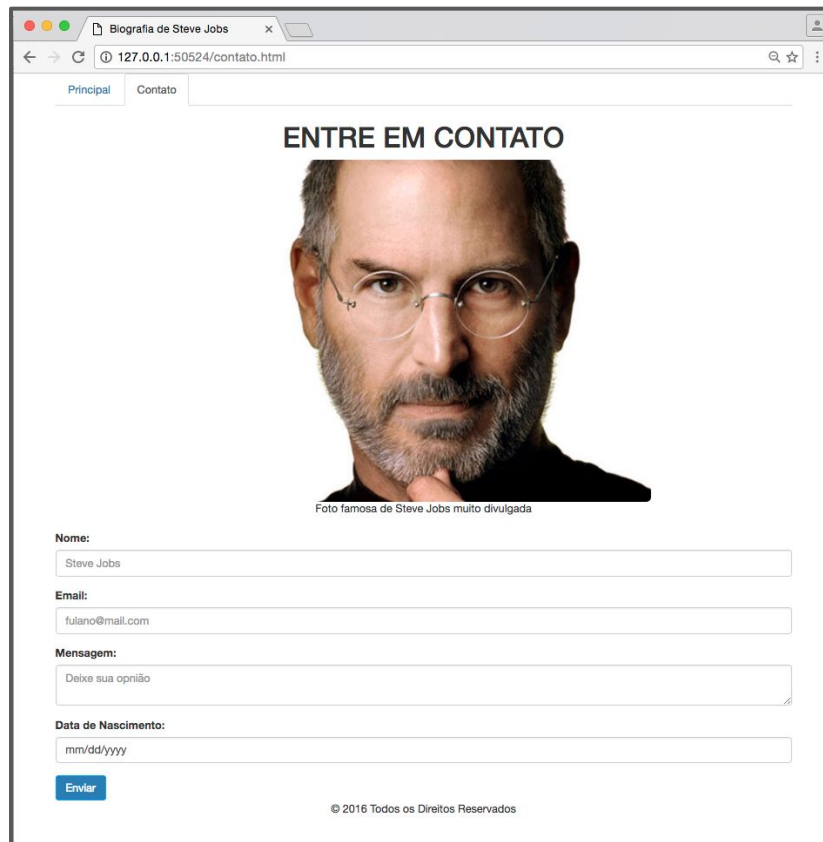 Biografia de Steve Jobs
127.0.0.1:50524/contato.html
Principal Contato
ENTRE EM CONTATO
Foto famosa de Steve Jobs muito divulgada
Nome:
Steve Jobs
Email:
fulano@mail.com
Mensagem:
Deixe sua opnião
Data de Nascimento:
mm/dd/yyyy
Enviar
© 2016 Todos os Direitos Reservados